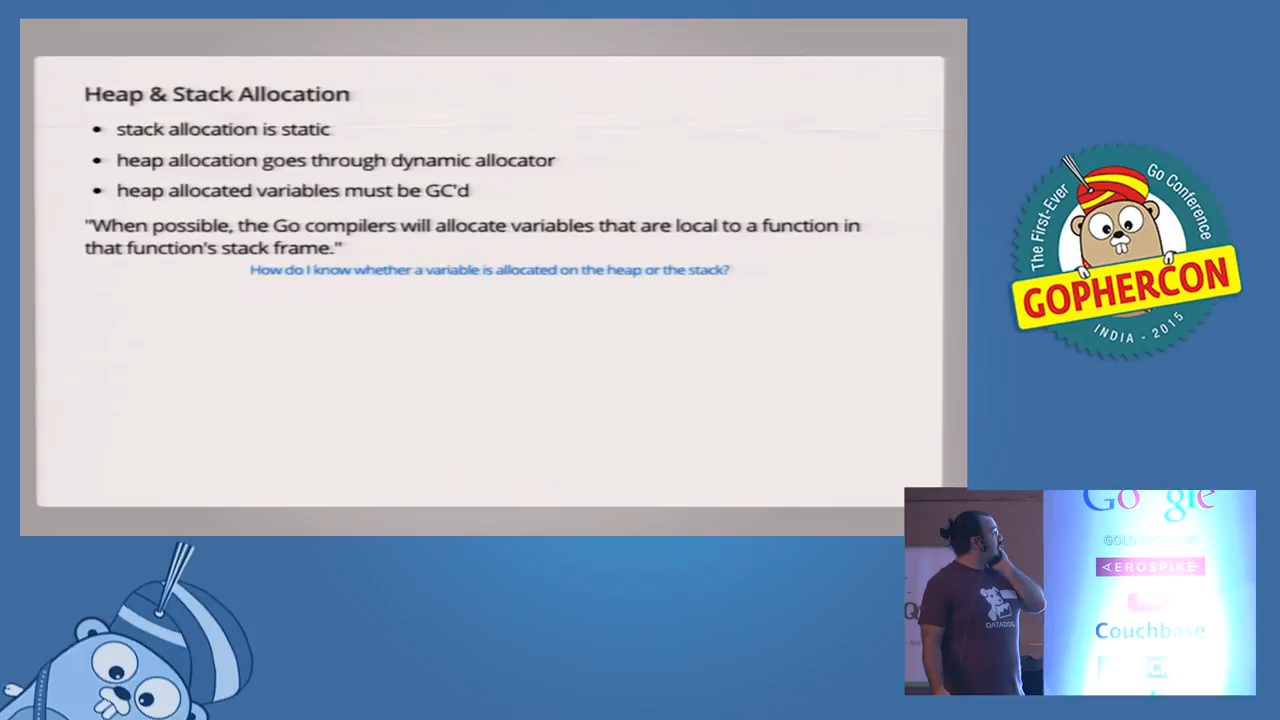 Heap & Stack Allocation
• stack allocation is static
• heap allocation goes through dynamic allocator
• heap allocated variables must be GC'd
"When possible, the Go compilers will allocate variables that are local to a function in
that function's stack frame."
How do I know whether a variable is allocated on the heap or the stack?
The First-Ever
Go Conference
GOPHERCON
INDIA - 2015
Google
GOLD SPONSOR
AEROSPIKE
Couchbase
DATADOG